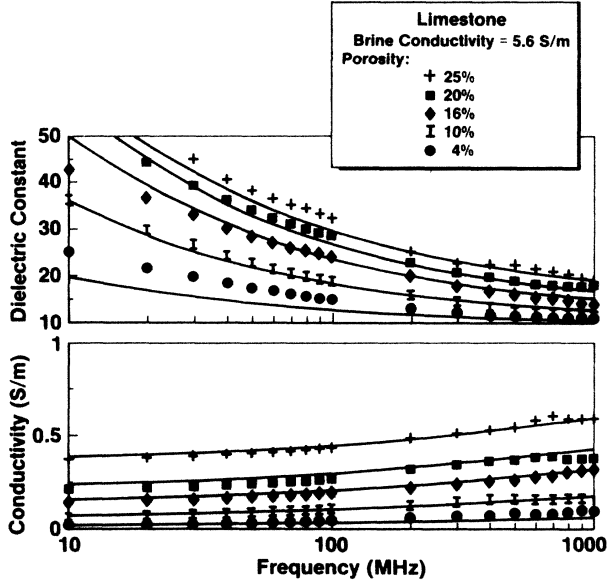 Limestone
Brine Conductivity = 5.6 S/m
Porosity:
25%
20%
16%
10%
4%
Dielectric Constant
50
40
30
20
10
Conductivity (S/m)
1
0.5
0
10
100
1000
Frequency (MHz)